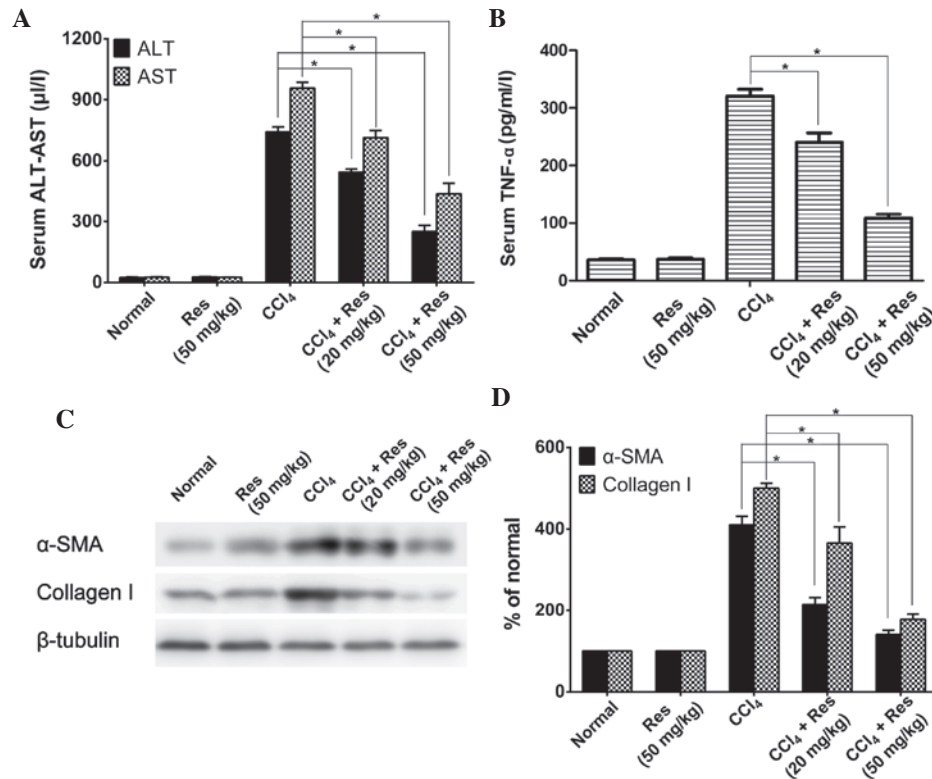 A
Serum ALT-AST (µl/l)
1200
900
600
300
0
ALT
AST
*
*
*
*
Normal
Res
(50 mg/kg)
CCl₄
CCl₄ + Res
(20 mg/kg)
CCl₄ + Res
(50 mg/kg)
B
Serum TNF-α (pg/ml/l)
400
300
200
100
0
*
*
Normal
Res
(50 mg/kg)
CCl₄
CCl₄ + Res
(20 mg/kg)
CCl₄ + Res
(50 mg/kg)
C
Normal
Res
(50 mg/kg)
CCl₄
CCl₄ + Res
(20 mg/kg)
CCl₄ + Res
(50 mg/kg)
α-SMA
Collagen I
β-tubulin
D
% of normal
600
400
200
0
α-SMA
Collagen I
*
*
*
*
Normal
Res
(50 mg/kg)
CCl₄
CCl₄ + Res
(20 mg/kg)
CCl₄ + Res
(50 mg/kg)